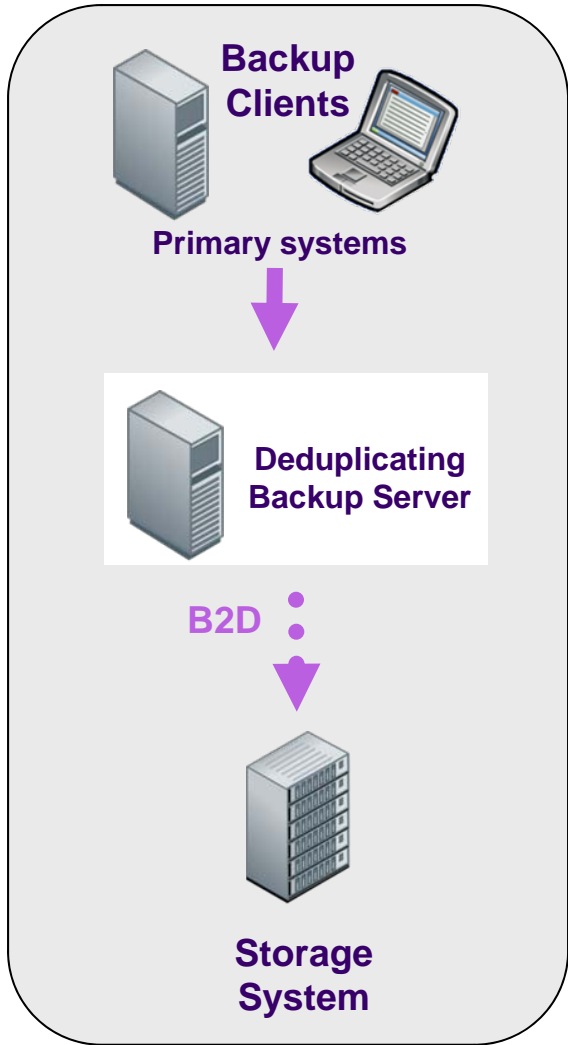 Backup
Clients
Primary systems
Deduplicating
Backup Server
B2D
Storage
System